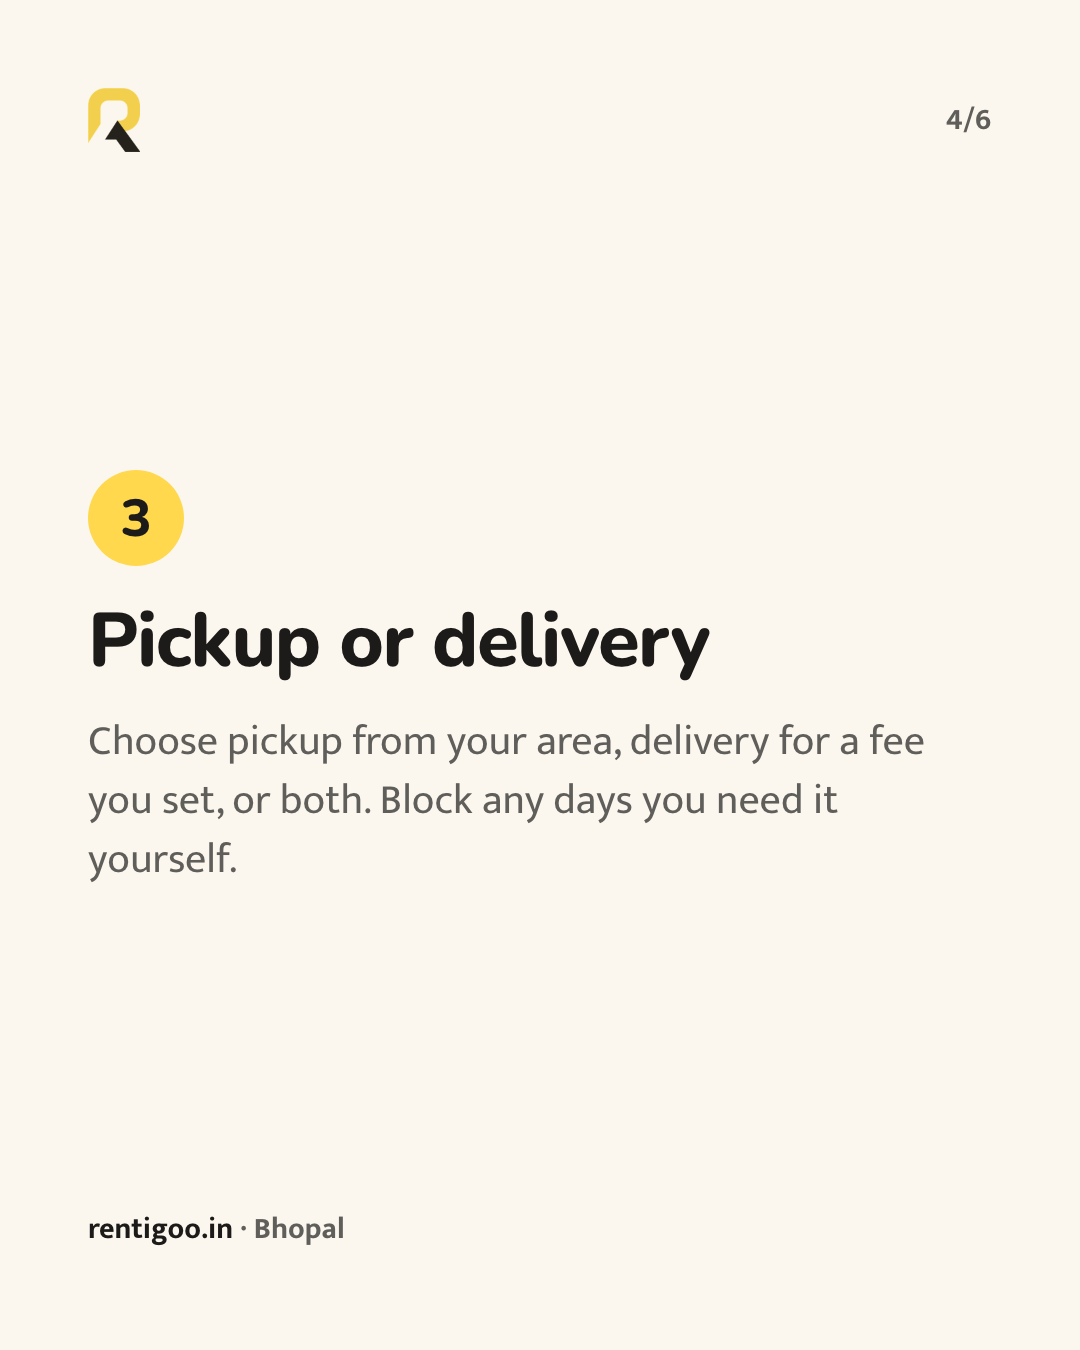 4/6
3
Pickup or delivery
Choose pickup from your area, delivery for a fee
you set, or both. Block any days you need it
yourself.
rentigoo.in · Bhopal